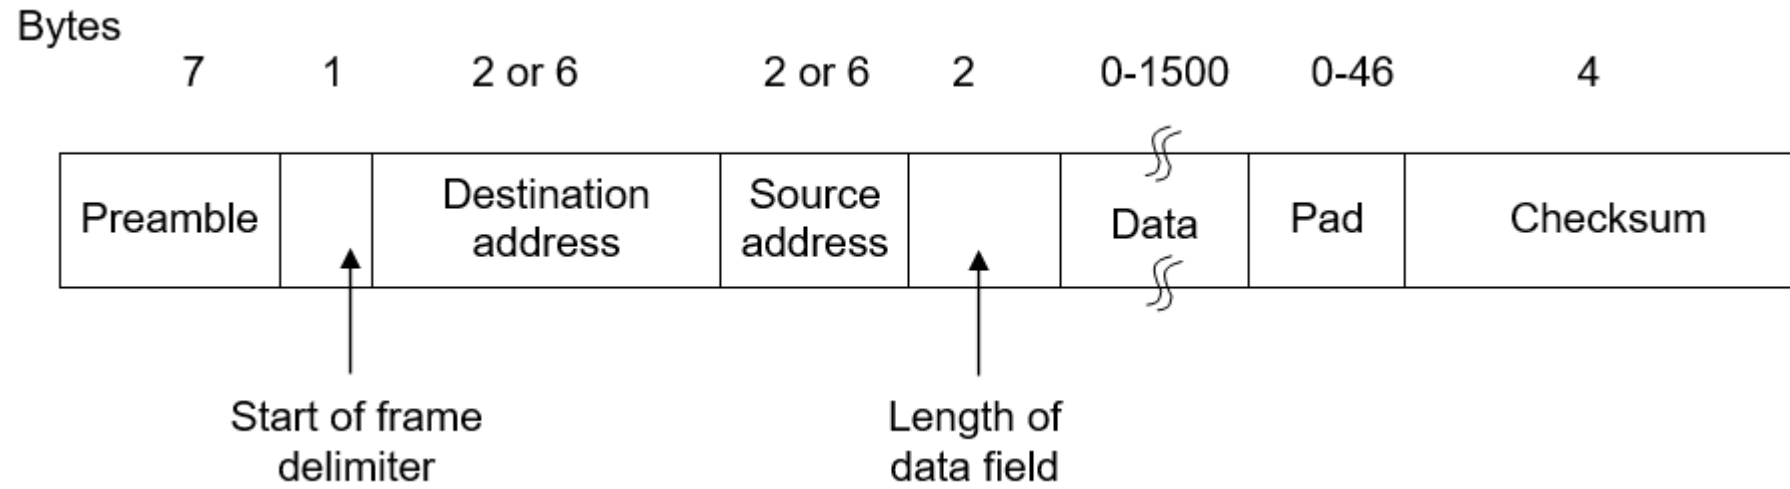 Bytes
7 1 2 or 6 2 or 6 2 0-1500 0-46 4
Preamble
Destination
address
Source
address
Data
Pad
Checksum
Start of frame
delimiter
Length of
data field